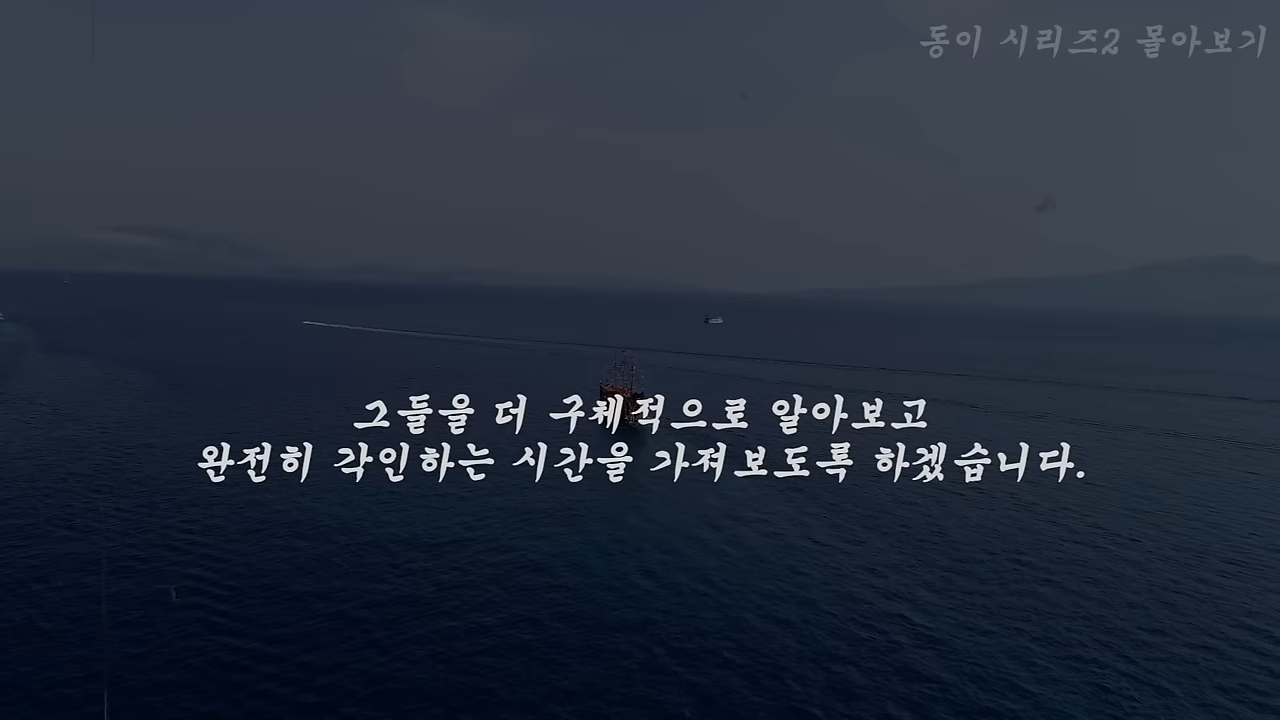 동이 시리즈2 몰아보기
그들을 더 구체적으로 알아보고
완전히 각인하는 시간을 가져보도록 하겠습니다.